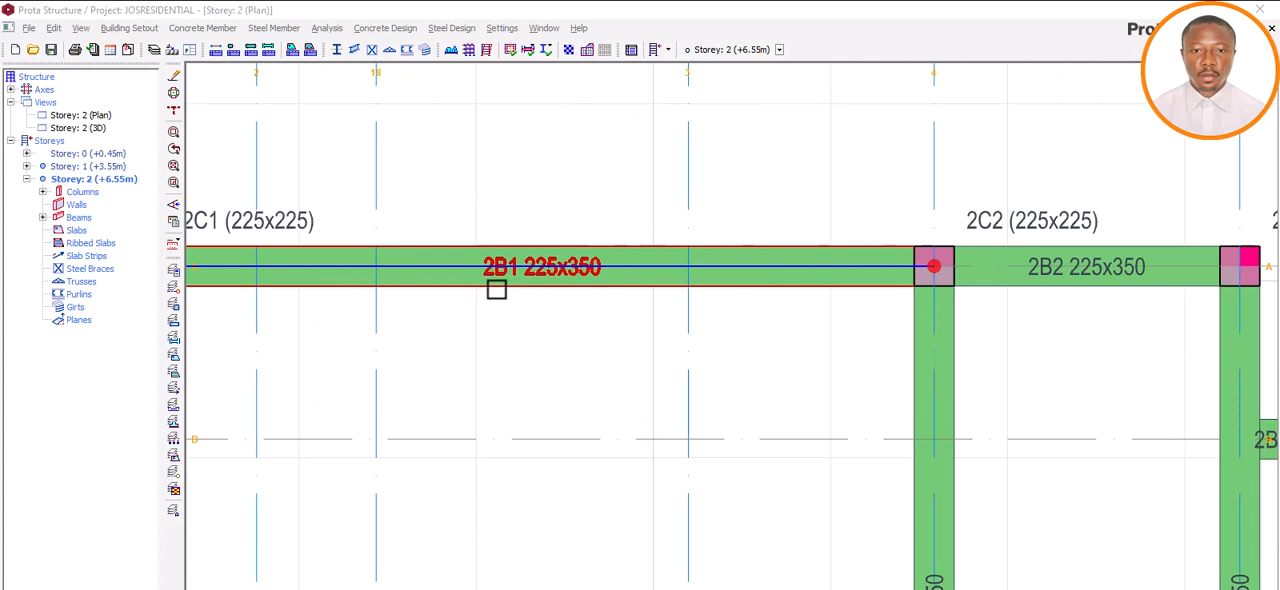 Prota Structure / Project: JOSRESIDENTIAL - [Storey: 2 (Plan)]
File Edit View Building Setout Concrete Member Steel Member Analysis Concrete Design Steel Design Settings Window Help
Storey: 2 (+6.55m)
Structure
Axes
Views
Storey: 2 (Plan)
Storey: 2 (3D)
Storeys
Storey: 0 (+0.45m)
Storey: 1 (+3.55m)
Storey: 2 (+6.55m)
Columns
Walls
Beams
Slabs
Ribbed Slabs
Slab Strips
Steel Braces
Trusses
Purlins
Girts
Planes
2 1B 3 4
2C1 (225x225) 2C2 (225x225)
2B1 225x350 2B2 225x350 A
B